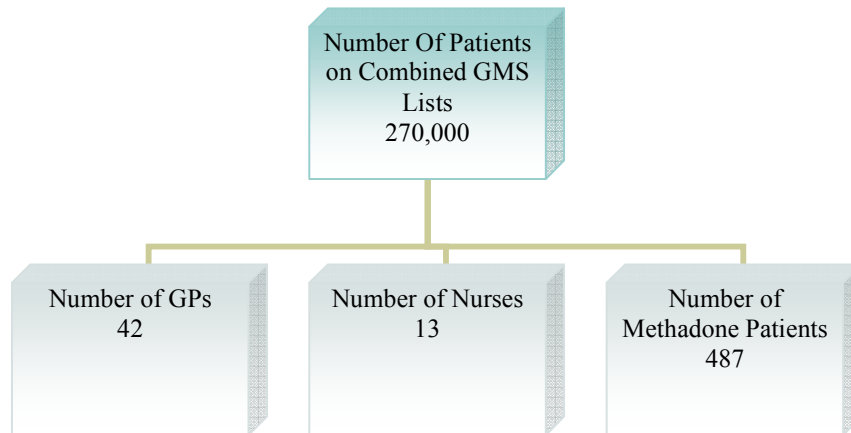 Number Of Patients
on Combined GMS
Lists
270,000
Number of GPs
42
Number of Nurses
13
Number of
Methadone Patients
487